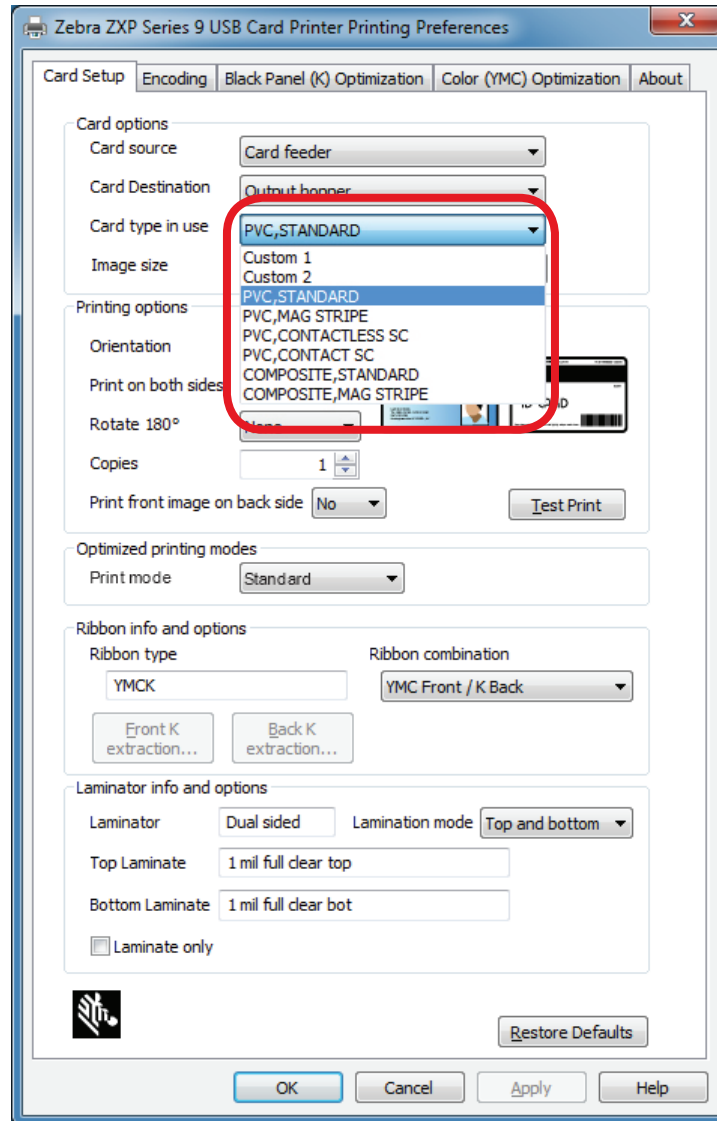 Zebra ZXP Series 9 USB Card Printer Printing Preferences
Card Setup Encoding Black Panel (K) Optimization Color (YMC) Optimization About
Card options
Card source Card feeder
Card Destination Output hopper
Card type in use PVC,STANDARD
Custom 1
Image size
Custom 2
PVC,STANDARD
Printing options
PVC,MAG STRIPE
PVC,CONTACTLESS SC
Orientation
PVC,CONTACT SC
COMPOSITE,STANDARD
Print on both sides
COMPOSITE,MAG STRIPE
ID CARD
Rotate 180° None
Copies 1
Print front image on back side No Test Print
Optimized printing modes
Print mode Standard
Ribbon info and options
Ribbon type Ribbon combination
YMCK YMC Front / K Back
Front K
extraction...
Back K
extraction...
Laminator info and options
Laminator Dual sided Lamination mode Top and bottom
Top Laminate 1 mil full clear top
Bottom Laminate 1 mil full clear bot
Laminate only
Restore Defaults
OK Cancel Apply Help